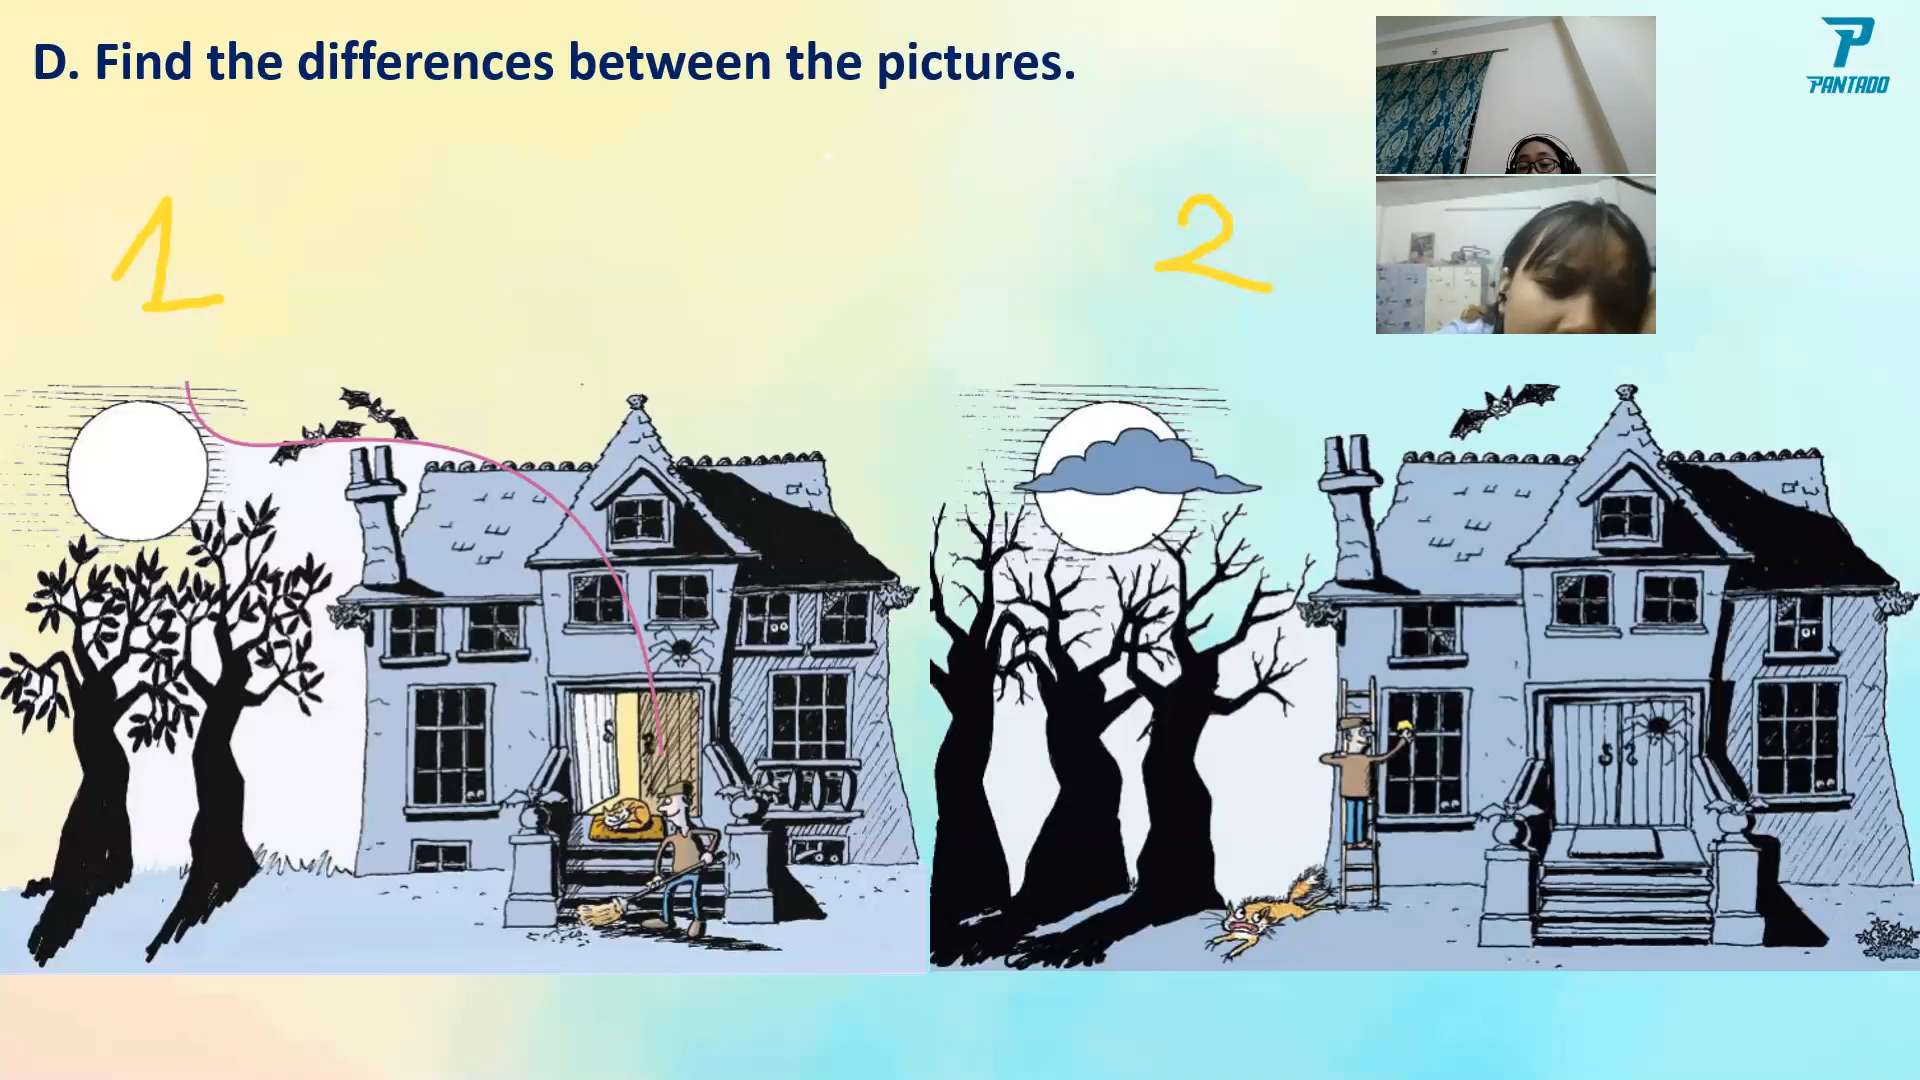 D. Find the differences between the pictures.
PANTADO
1
2